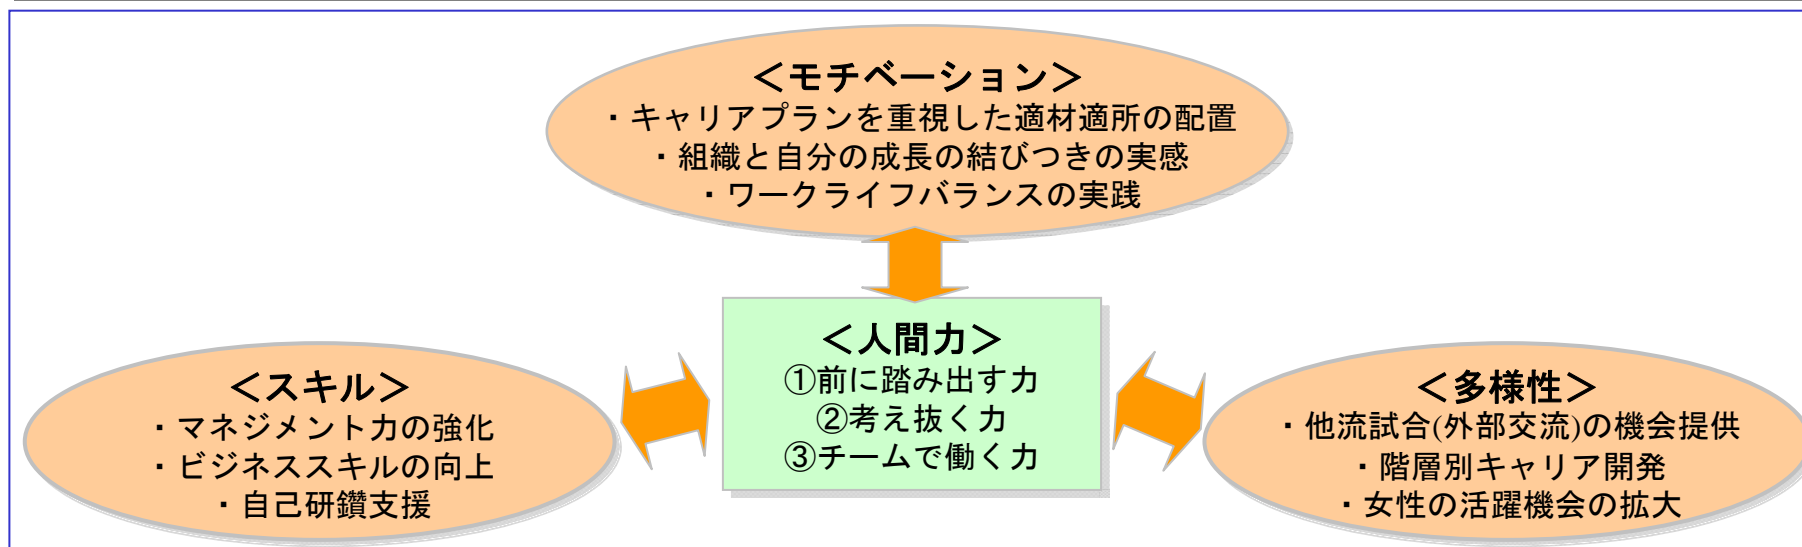 ＜モチベーション＞
・キャリアプランを重視した適材適所の配置
・組織と自分の成長の結びつきの実感
・ワークライフバランスの実践
＜人間力＞
①前に踏み出す力
②考え抜く力
③チームで働く力
＜スキル＞
・マネジメント力の強化
・ビジネススキルの向上
・自己研鑽支援
＜多様性＞
・他流試合(外部交流)の機会提供
・階層別キャリア開発
・女性の活躍機会の拡大